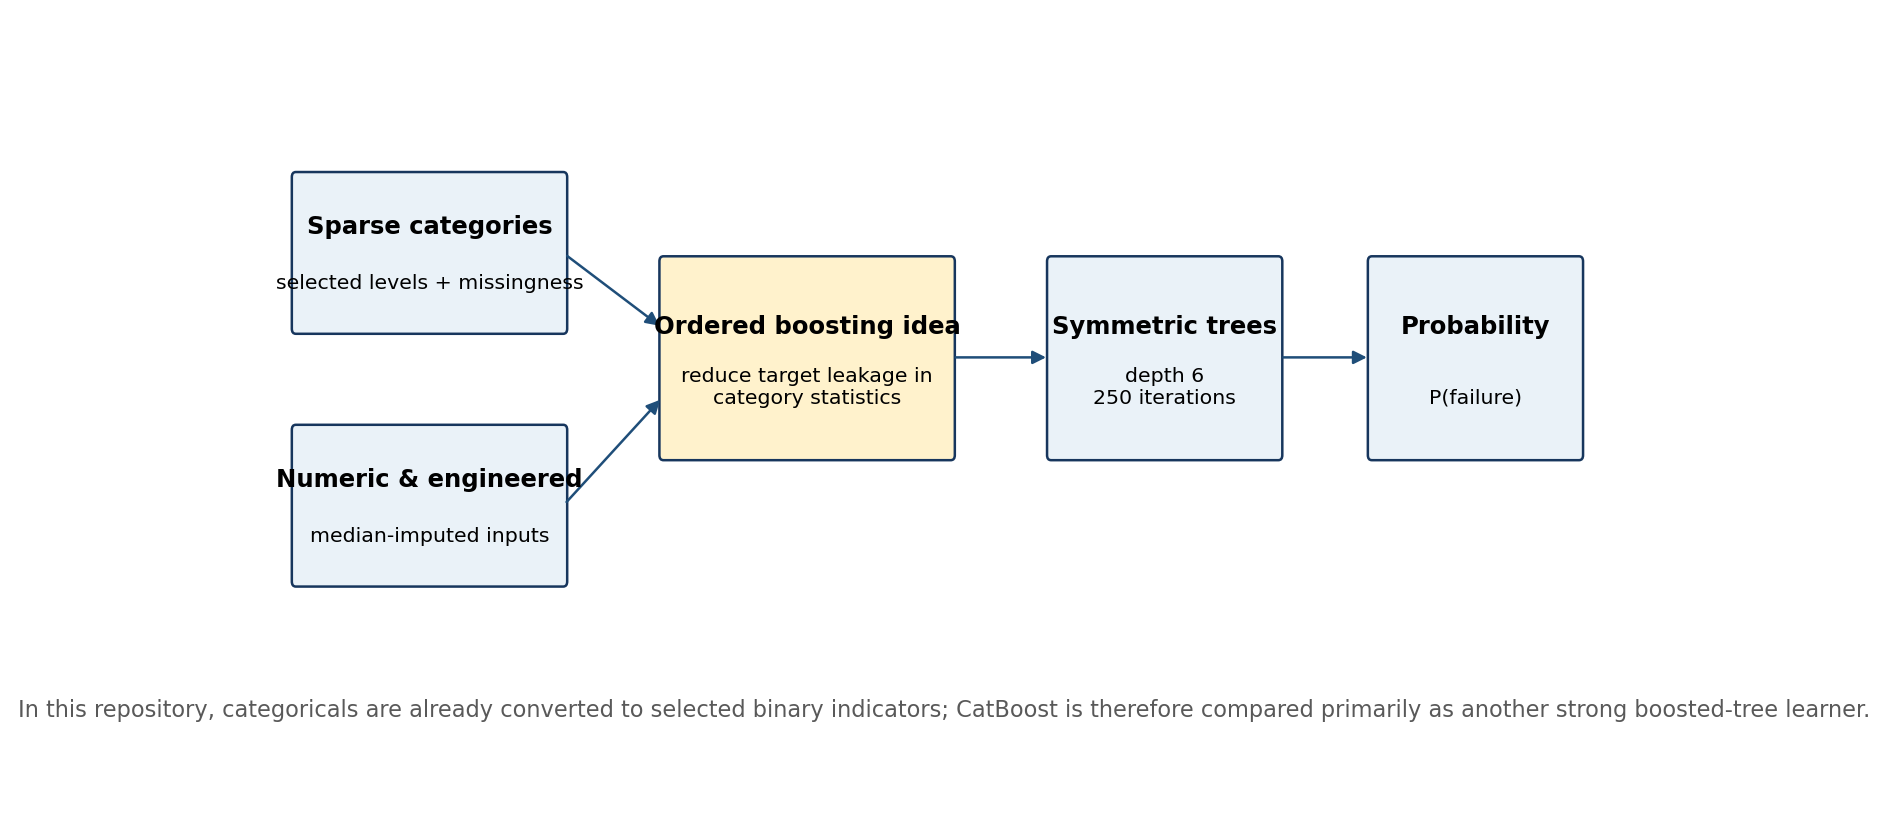 Sparse categories
selected levels + missingness
Numeric & engineered
median-imputed inputs
Ordered boosting idea
reduce target leakage in
category statistics
Symmetric trees
depth 6
250 iterations
Probability
P(failure)
In this repository, categoricals are already converted to selected binary indicators; CatBoost is therefore compared primarily as another strong boosted-tree learner.